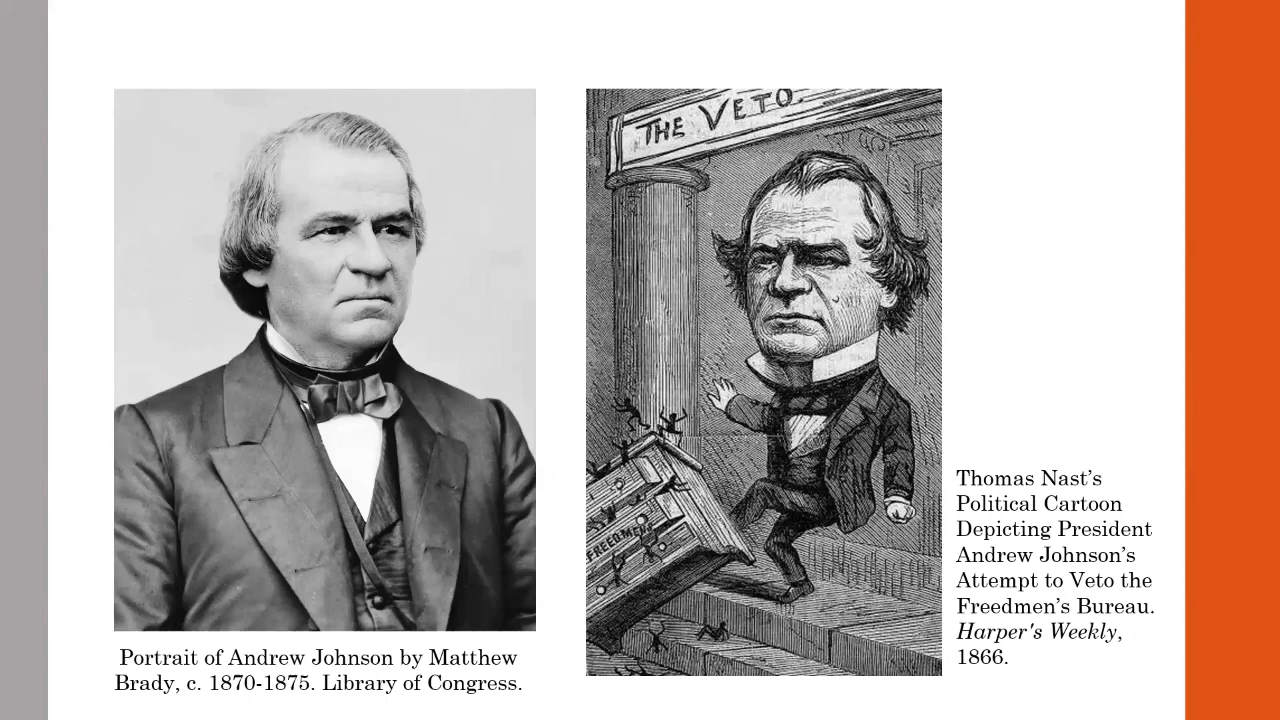 THE VETO.
FREEDMENS
Portrait of Andrew Johnson by Matthew
Brady, c. 1870-1875. Library of Congress.
Thomas Nast’s
Political Cartoon
Depicting President
Andrew Johnson’s
Attempt to Veto the
Freedmen’s Bureau.
Harper's Weekly,
1866.